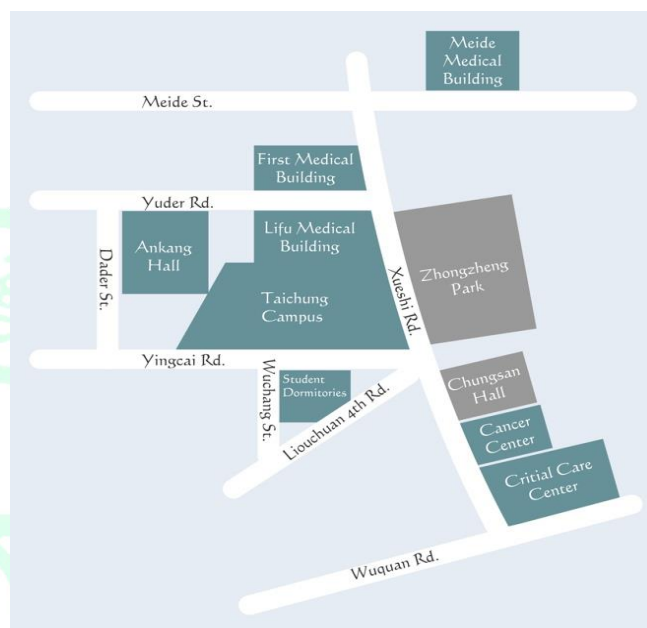 Meide
Medical
Building
Meide St.
First Medical
Building
Yuder Rd.
Lifu Medical
Building
Ankang
Hall
Dader St.
Xueshi Rd.
Zhongzheng
Park
Taichung
Campus
Yingcai Rd.
Wuchang St.
Student
Dormitories
Liouchuan 4th Rd.
Chungsan
Hall
Cancer
Center
Critial Care
Center
Wuquan Rd.